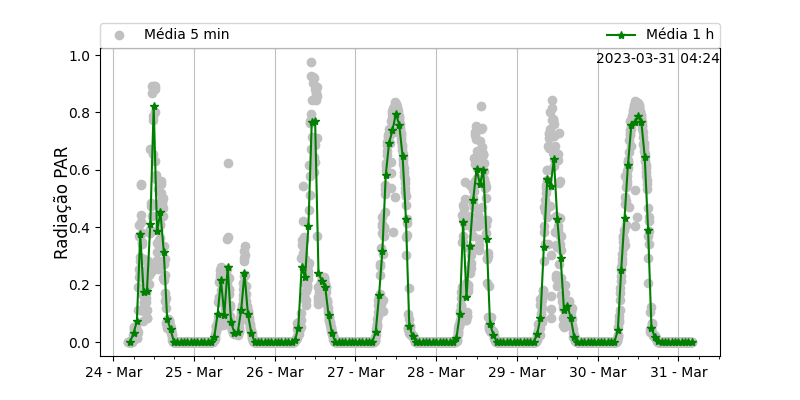 Média 5 min
Média 1 h
2023-03-31 04:24
Radiação PAR
1.0
0.8
0.6
0.4
0.2
0.0
24 - Mar
25 - Mar
26 - Mar
27 - Mar
28 - Mar
29 - Mar
30 - Mar
31 - Mar